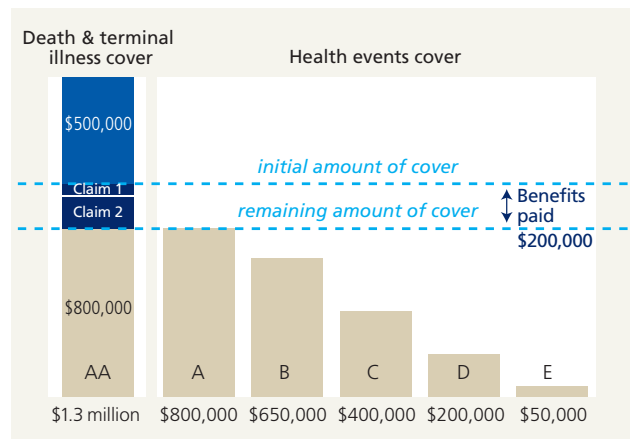 Death & terminal
illness cover
Health events cover
$500,000
initial amount of cover
Claim 1
Claim 2
remaining amount of cover
Benefits
paid
$200,000
$800,000
AA
A
B
C
D
E
$1.3 million
$800,000
$650,000
$400,000
$200,000
$50,000